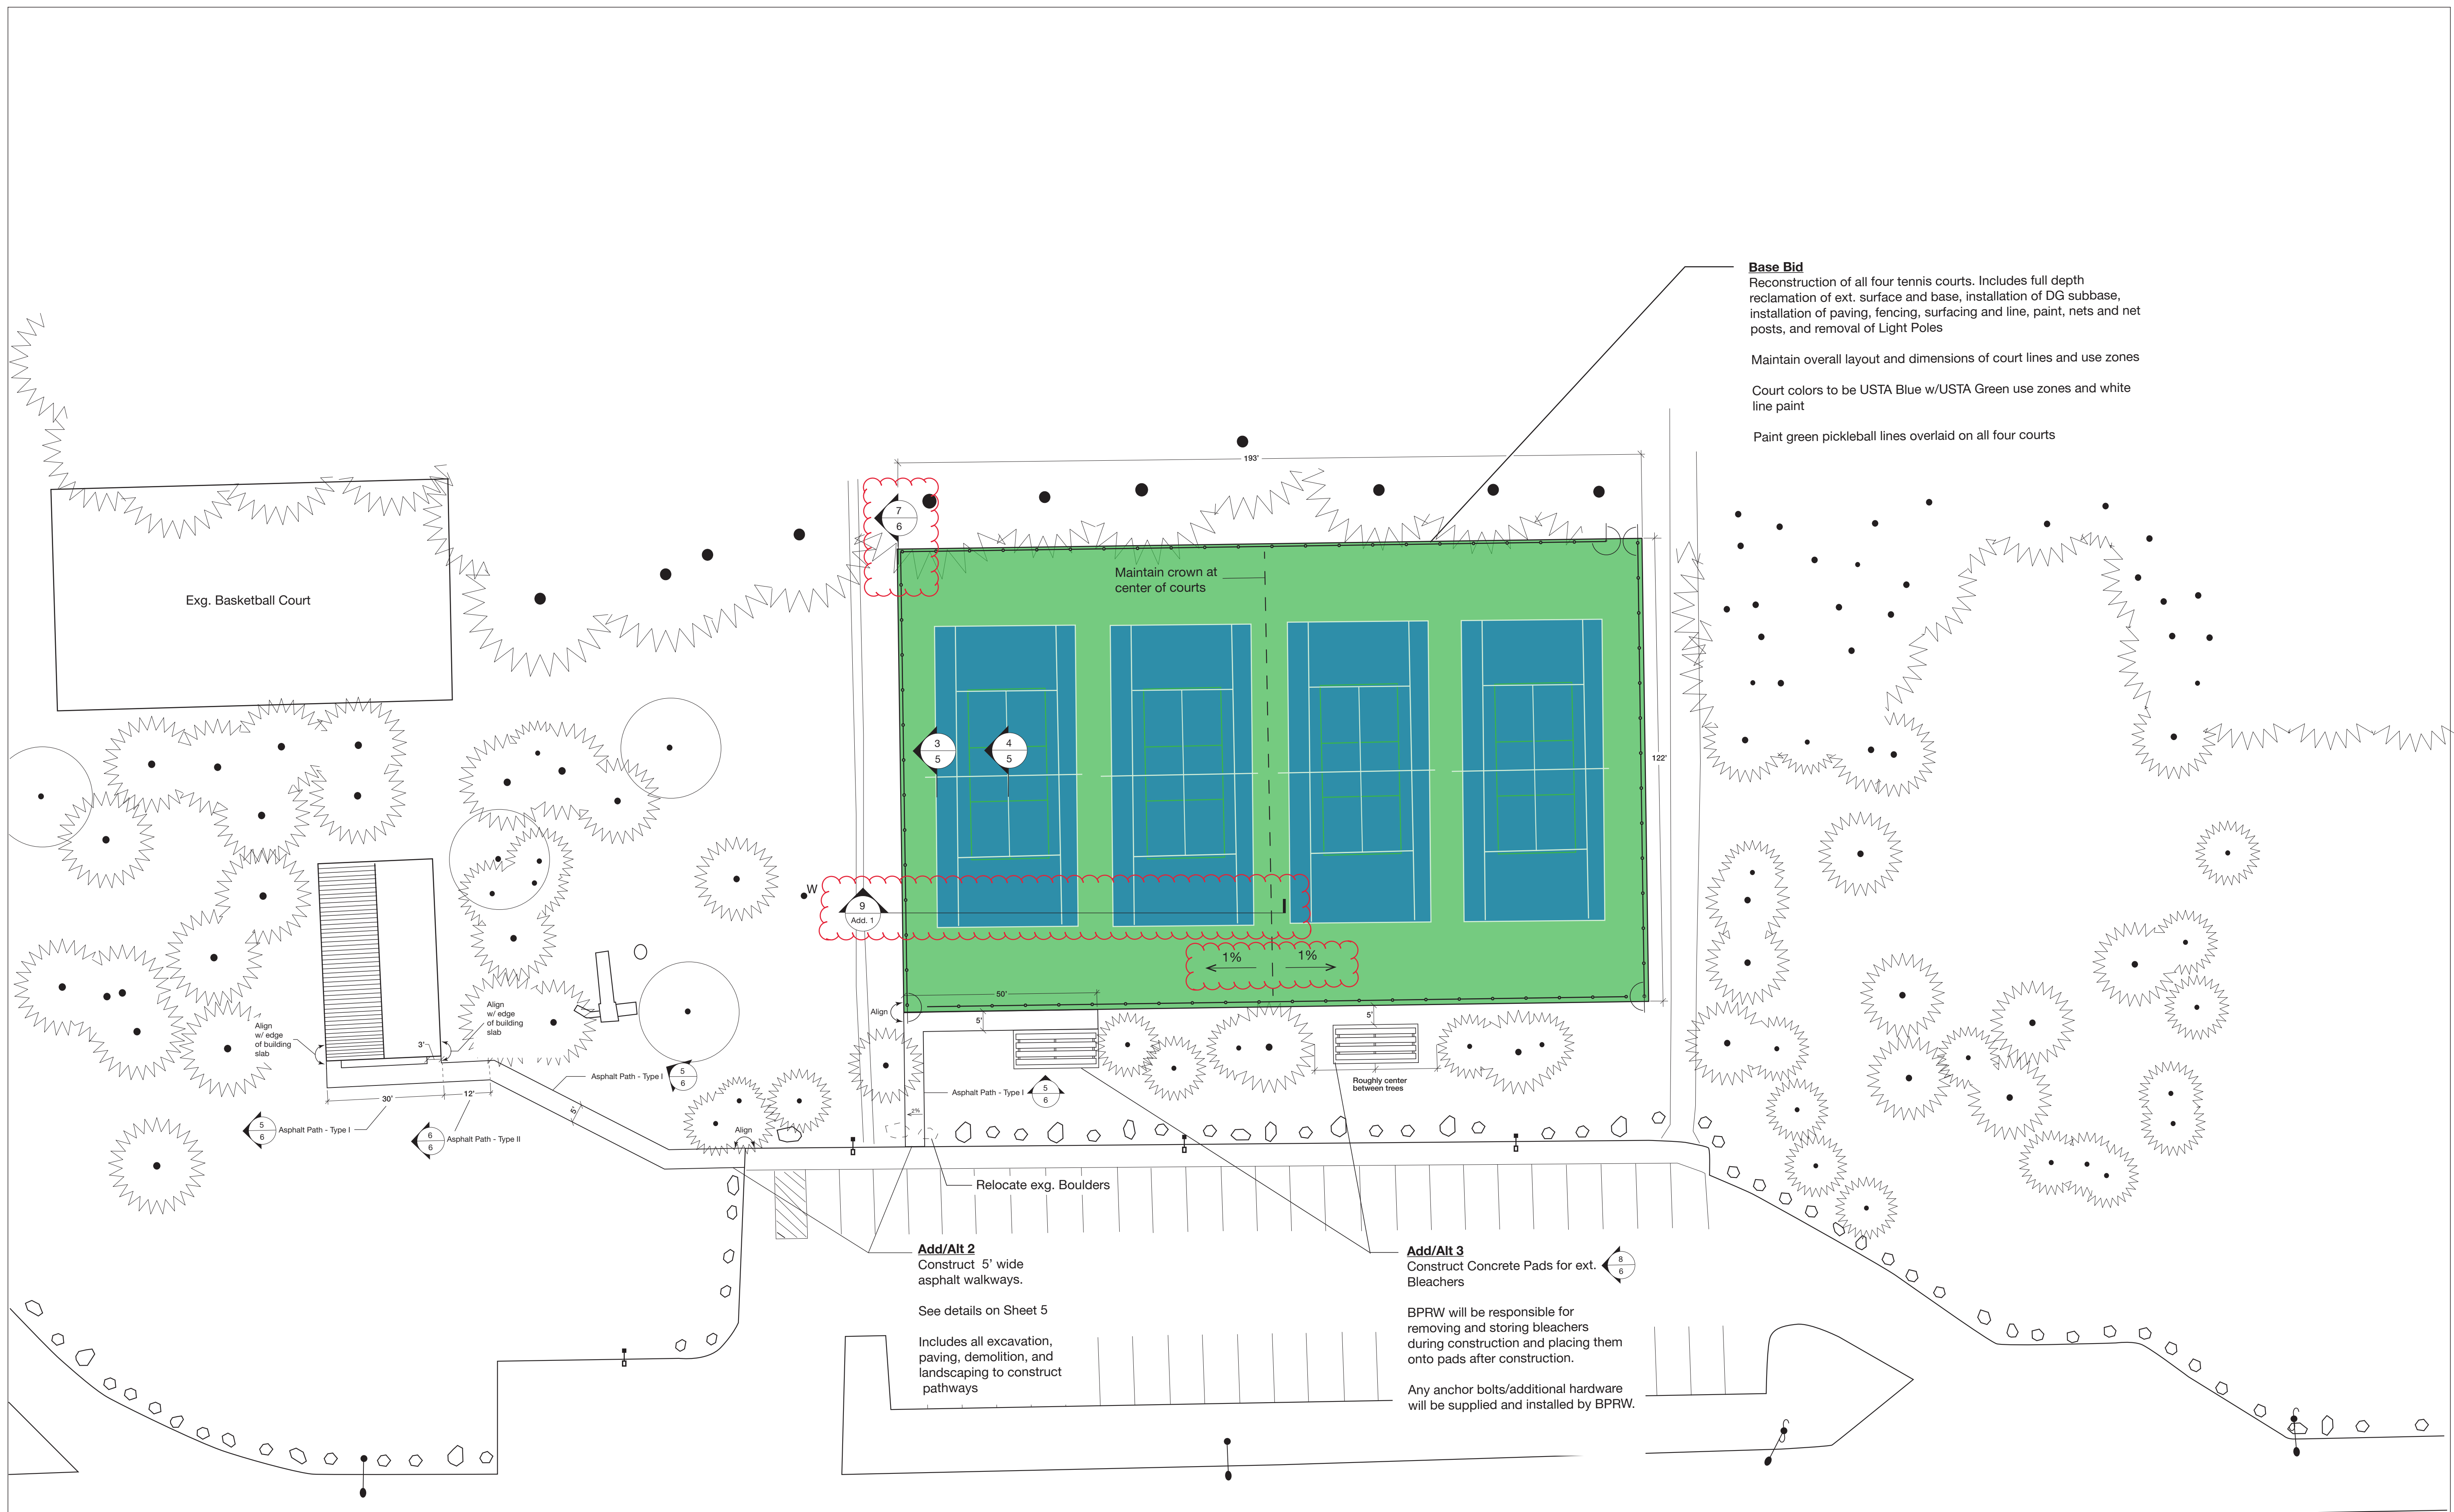 Base Bid
Reconstruction of all four tennis courts. Includes full depth
reclamation of ext. surface and base, installation of DG subbase,
installation of paving, fencing, surfacing and line, paint, nets and net
posts, and removal of Light Poles
Maintain overall layout and dimensions of court lines and use zones
Court colors to be USTA Blue w/USTA Green use zones and white
line paint
Paint green pickleball lines overlaid on all four courts
193'
7
6
Maintain crown at
center of courts
Exg. Basketball Court
3
5
4
5
122'
W
9
Add. 1
1%
1%
50'
Align
5'
5'
Align
w/ edge
of building
slab
Align
w/ edge
of building
slab
3'
Asphalt Path - Type I
5
6
Roughly center
between trees
Asphalt Path - Type I
5
6
30'
12'
5'
2%
5
6
Asphalt Path - Type I
6
6
Asphalt Path - Type II
Align
Relocate exg. Boulders
Add/Alt 2
Construct  5' wide
asphalt walkways.
See details on Sheet 5
Includes all excavation,
paving, demolition, and
landscaping to construct
pathways
Add/Alt 3
Construct Concrete Pads for ext.
Bleachers
8
6
BPRW will be responsible for
removing and storing bleachers
during construction and placing them
onto pads after construction.
Any anchor bolts/additional hardware
will be supplied and installed by BPRW.